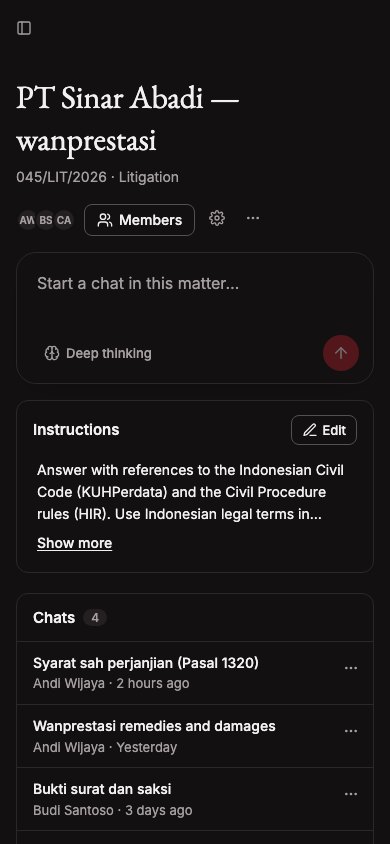 PT Sinar Abadi —
wanprestasi
045/LIT/2026 · Litigation
AW BS CA Members
Start a chat in this matter...
Deep thinking
Instructions
Edit
Answer with references to the Indonesian Civil
Code (KUHPerdata) and the Civil Procedure
rules (HIR). Use Indonesian legal terms in...
Show more
Chats 4
Syarat sah perjanjian (Pasal 1320)
Andi Wijaya · 2 hours ago
Wanprestasi remedies and damages
Andi Wijaya · Yesterday
Bukti surat dan saksi
Budi Santoso · 3 days ago